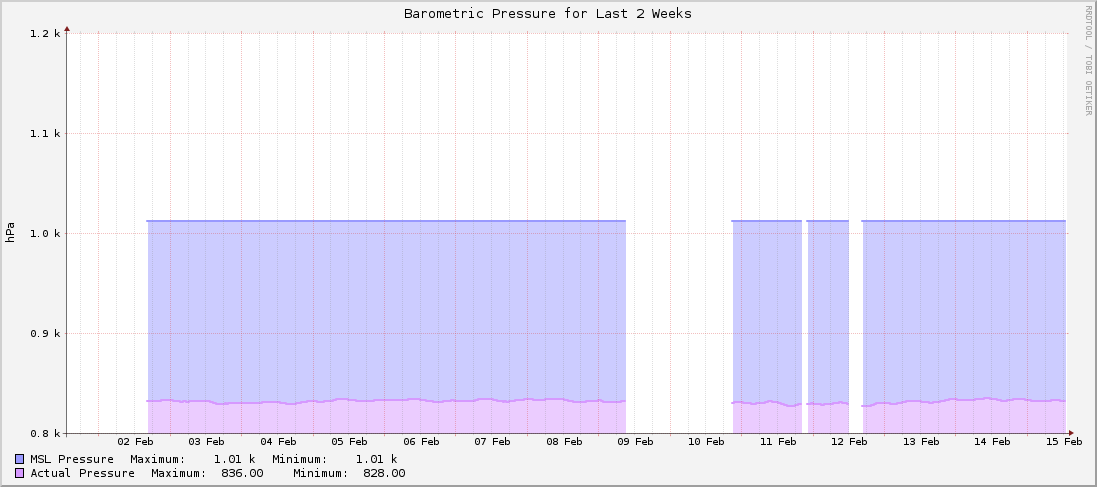 Barometric Pressure for Last 2 Weeks
RRDTOOL / TOBI OETIKER
hPa
1.2 k
1.1 k
1.0 k
0.9 k
0.8 k
02 Feb 03 Feb 04 Feb 05 Feb 06 Feb 07 Feb 08 Feb 09 Feb 10 Feb 11 Feb 12 Feb 13 Feb 14 Feb 15 Feb
MSL Pressure Maximum: 1.01 k Minimum: 1.01 k
Actual Pressure Maximum: 836.00 Minimum: 828.00